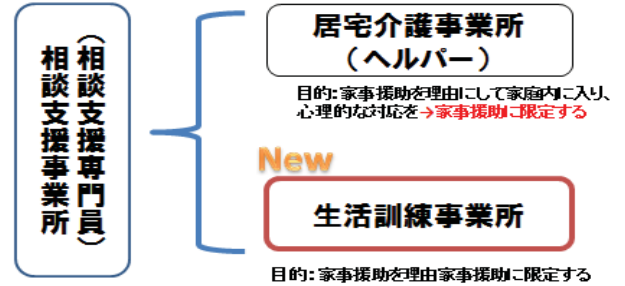 相談支援事業所
(相談支援専門員)
居宅介護事業所
(ヘルパー)
目的:家事援助を理由にして家庭内に入り、
心理的な対応を→家事援助に限定する
New
生活訓練事業所
目的:家事援助を理由家事援助に限定する